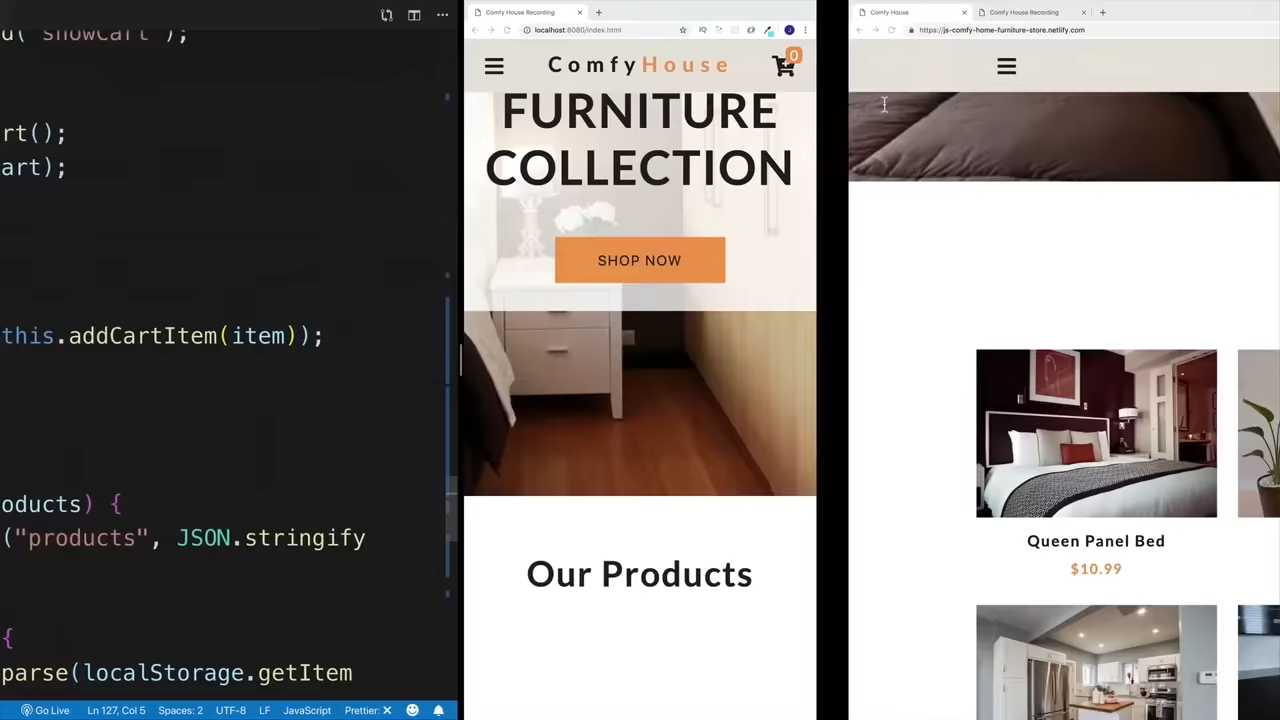 d("showCart");
rt();
art);
this.addCartItem(item));
oducts) {
("products", JSON.stringify
{
parse(localStorage.getItem
Go Live Ln 127, Col 5 Spaces: 2 UTF-8 LF JavaScript Prettier: ✕
Comfy House Recording
localhost:8080/index.html
ComfyHouse
0
FURNITURE
COLLECTION
SHOP NOW
Our Products
Comfy House
Comfy House Recording
https://js-comfy-home-furniture-store.netlify.com
Queen Panel Bed
$10.99